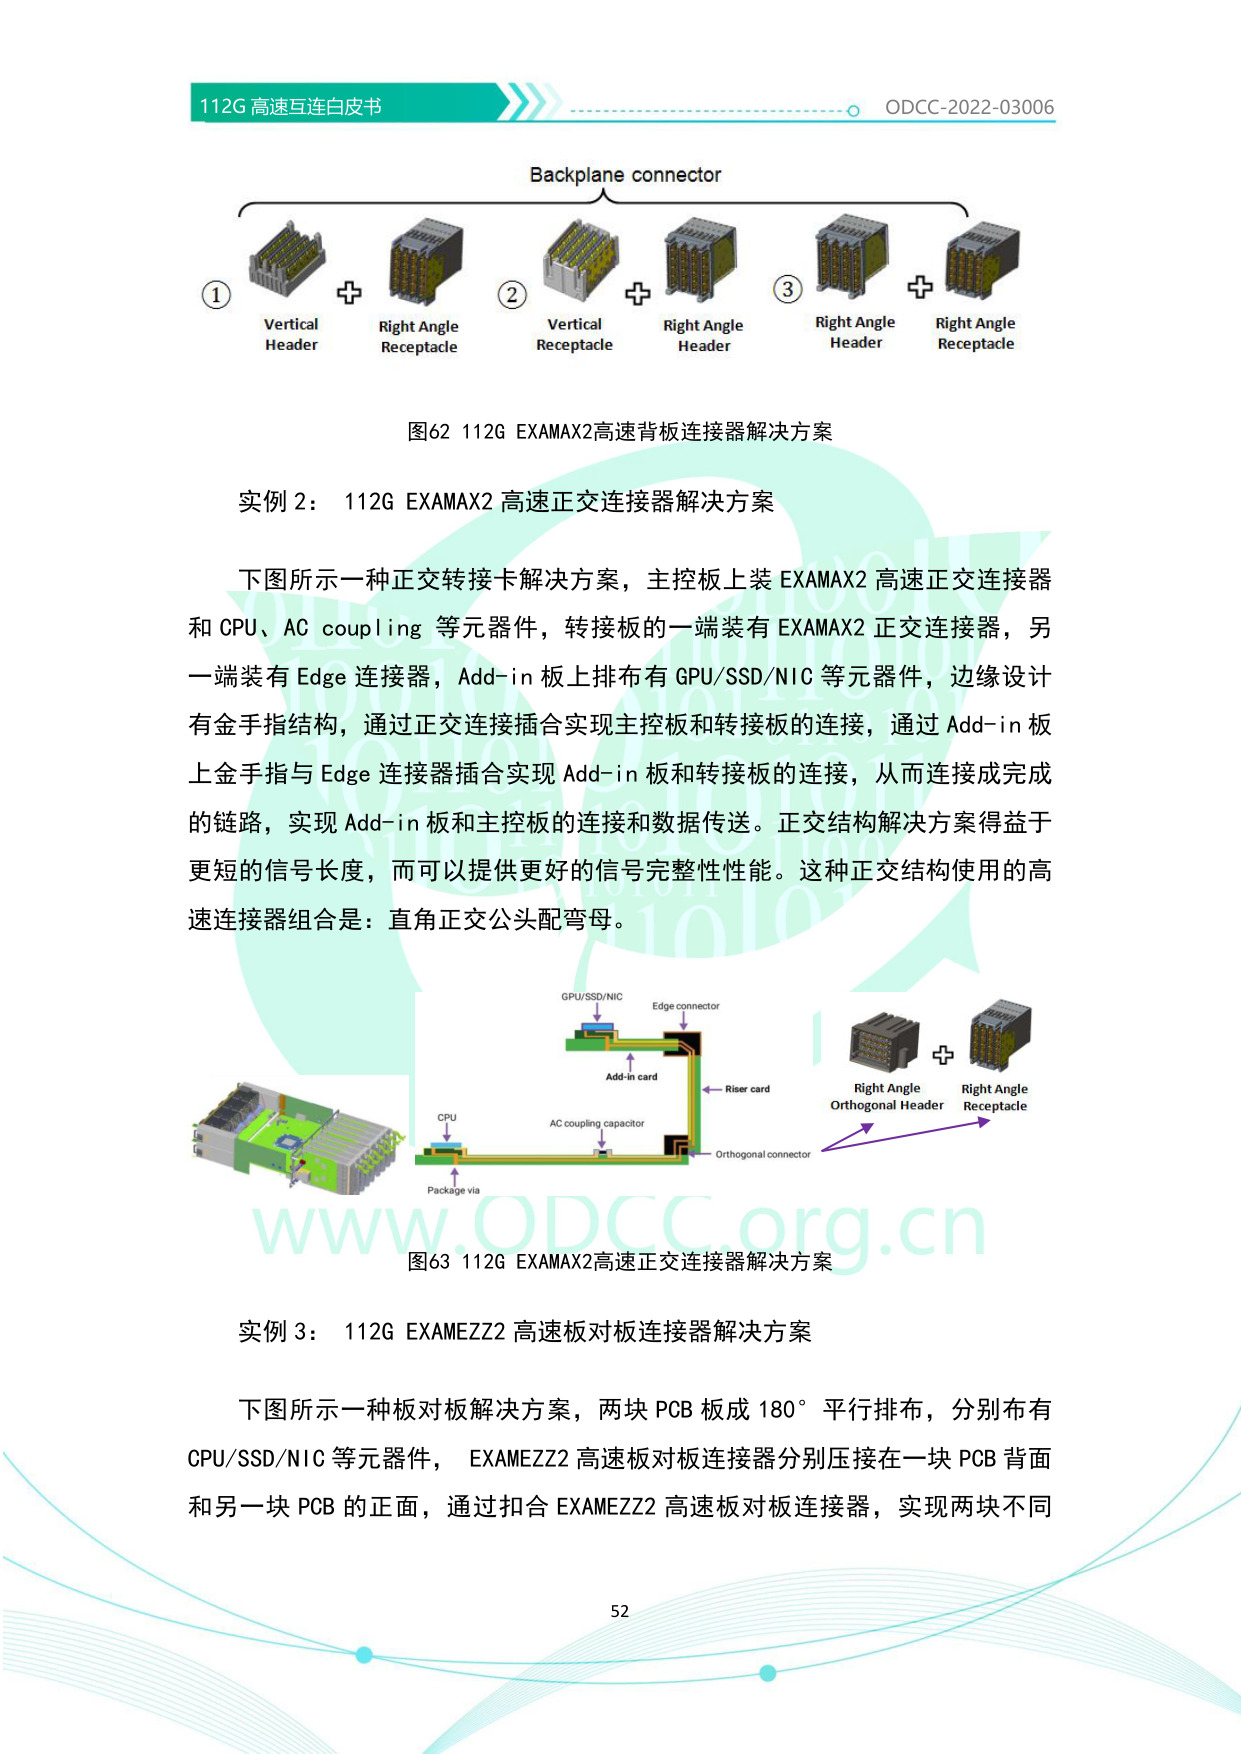 112G 高速互连白皮书
ODCC-2022-03006
Backplane connector
① ② ③
Vertical Header
Right Angle Receptacle
Vertical Receptacle
Right Angle Header
Right Angle Header
Right Angle Receptacle
图62 112G EXAMAX2高速背板连接器解决方案
实例 2： 112G EXAMAX2 高速正交连接器解决方案
下图所示一种正交转接卡解决方案，主控板上装 EXAMAX2 高速正交连接器
和 CPU、AC coupling 等元器件，转接板的一端装有 EXAMAX2 正交连接器，另
一端装有 Edge 连接器，Add-in 板上排布有 GPU/SSD/NIC 等元器件，边缘设计
有金手指结构，通过正交连接插合实现主控板和转接板的连接，通过 Add-in 板
上金手指与 Edge 连接器插合实现 Add-in 板和转接板的连接，从而连接成完成
的链路，实现 Add-in 板和主控板的连接和数据传送。正交结构解决方案得益于
更短的信号长度，而可以提供更好的信号完整性性能。这种正交结构使用的高
速连接器组合是：直角正交公头配弯母。
GPU/SSD/NIC
Edge connector
Add-in card
Riser card
CPU
AC coupling capacitor
Orthogonal connector
Package via
Right Angle Orthogonal Header
Right Angle Receptacle
www.ODCC.org.cn
图63 112G EXAMAX2高速正交连接器解决方案
实例 3： 112G EXAMEZZ2 高速板对板连接器解决方案
下图所示一种板对板解决方案，两块 PCB 板成 180°平行排布，分别布有
CPU/SSD/NIC 等元器件， EXAMEZZ2 高速板对板连接器分别压接在一块 PCB 背面
和另一块 PCB 的正面，通过扣合 EXAMEZZ2 高速板对板连接器，实现两块不同
52